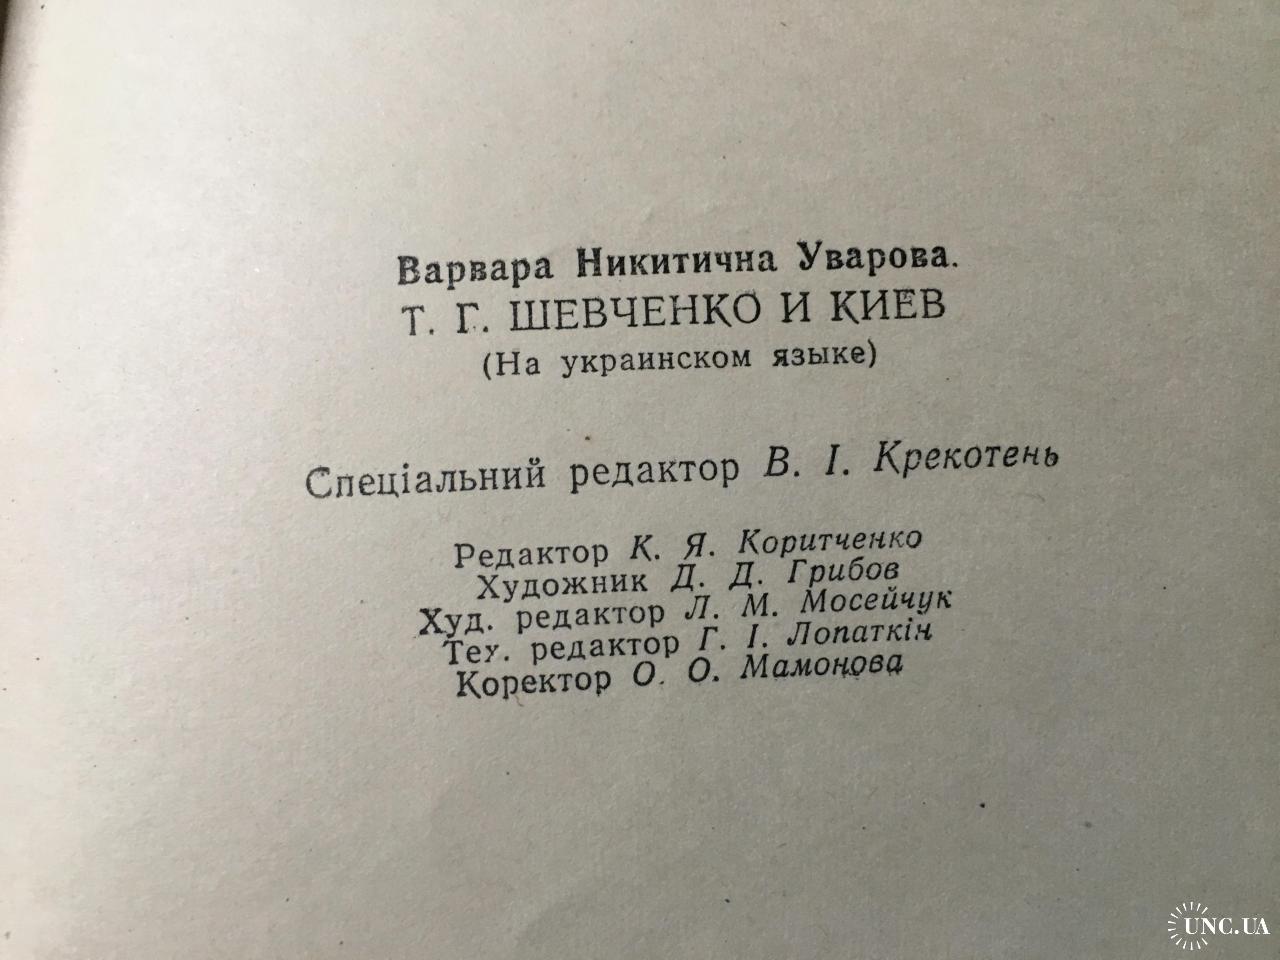 Варвара Никитична Уварова.
Т. Г. ШЕВЧЕНКО И КИЕВ
(На украинском языке)
Спеціальний редактор В. І. Крекотень
Редактор К. Я. Коритченко
Художник Д. Д. Грибов
Худ. редактор Л. М. Мосейчук
Тех. редактор Г. І. Лопаткін
Коректор О. О. Мамонова
UNC.UA